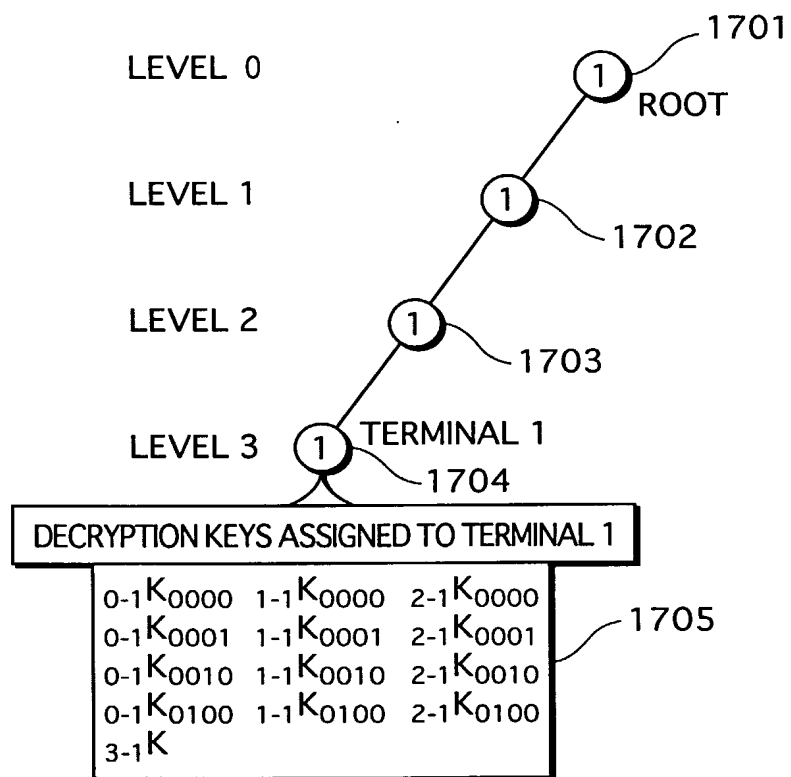 1701
LEVEL 0
1
ROOT
LEVEL 1
1
1702
LEVEL 2
1
1703
LEVEL 3
1
TERMINAL 1
1704
DECRYPTION KEYS ASSIGNED TO TERMINAL 1
0-1K0000 1-1K0000 2-1K0000
0-1K0001 1-1K0001 2-1K0001
0-1K0010 1-1K0010 2-1K0010
0-1K0100 1-1K0100 2-1K0100
3-1K
1705